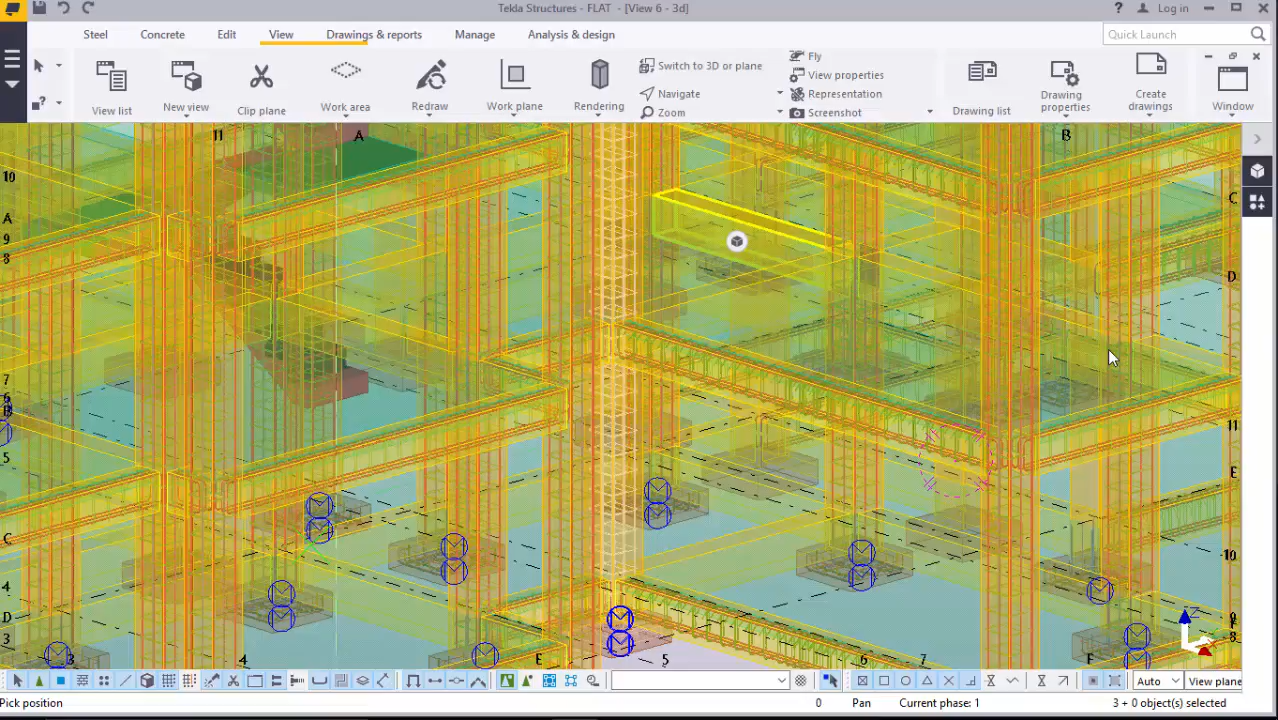 Tekla Structures - FLAT - [View 6 - 3d]
? Log in
Steel Concrete Edit View Drawings & reports Manage Analysis & design
Quick Launch
View list
New view
Clip plane
Work area
Redraw
Work plane
Rendering
Switch to 3D or plane
Navigate
Zoom
Fly
View properties
Representation
Screenshot
Drawing list
Drawing properties
Create drawings
Window
11 A B
10
A
9
8
7
6
5
C
4
D
3
C
D
11
E
10
9
8
3 4 E 5 6 7 F
Z
Auto
View plane
Pick position
0
Pan
Current phase: 1
3 + 0 object(s) selected